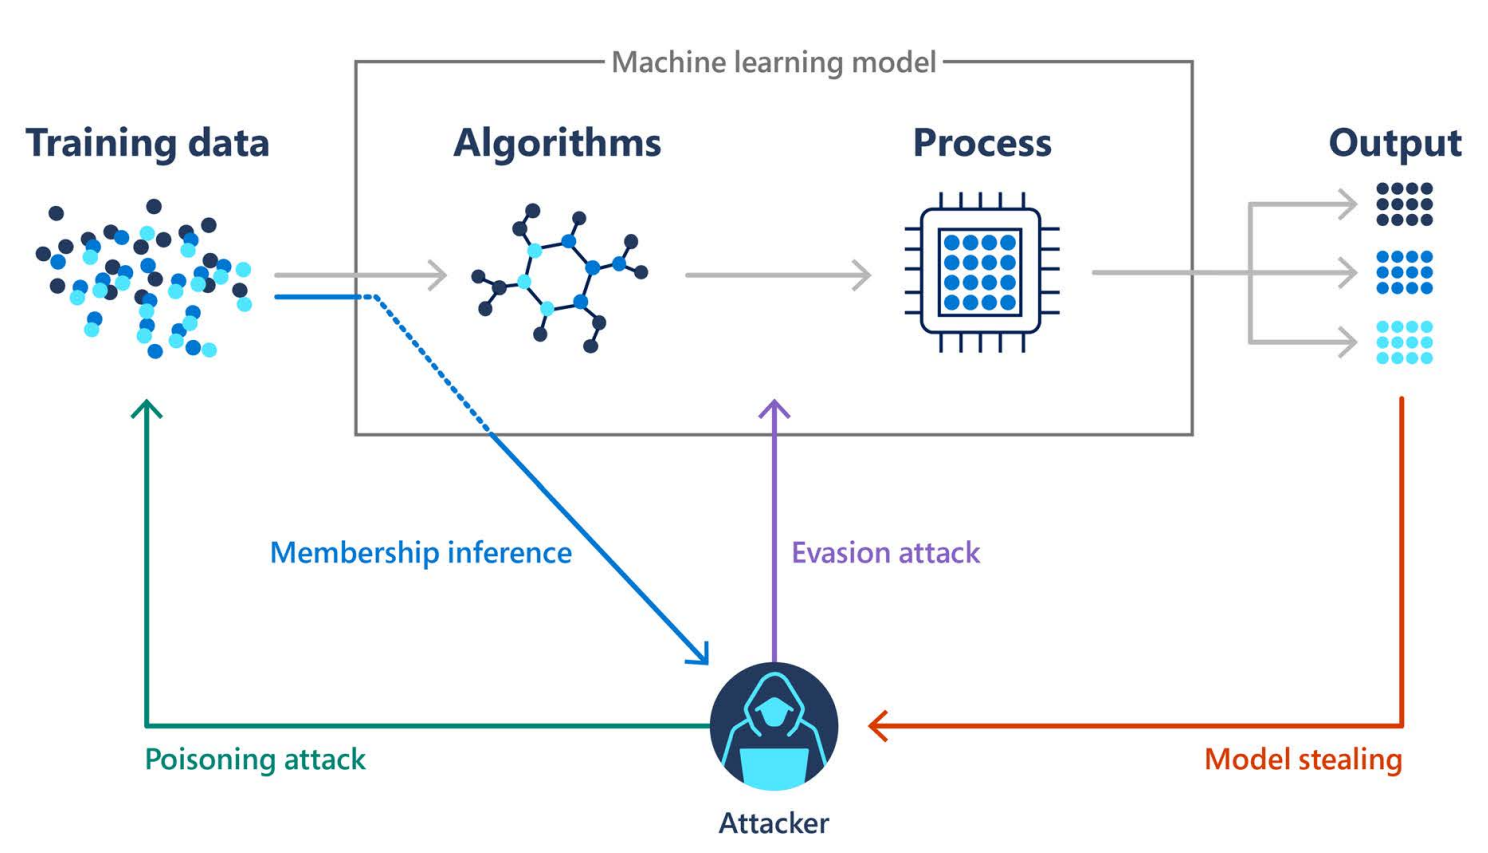 Machine learning model
Training data
Algorithms
Process
Output
Membership inference
Evasion attack
Poisoning attack
Model stealing
Attacker